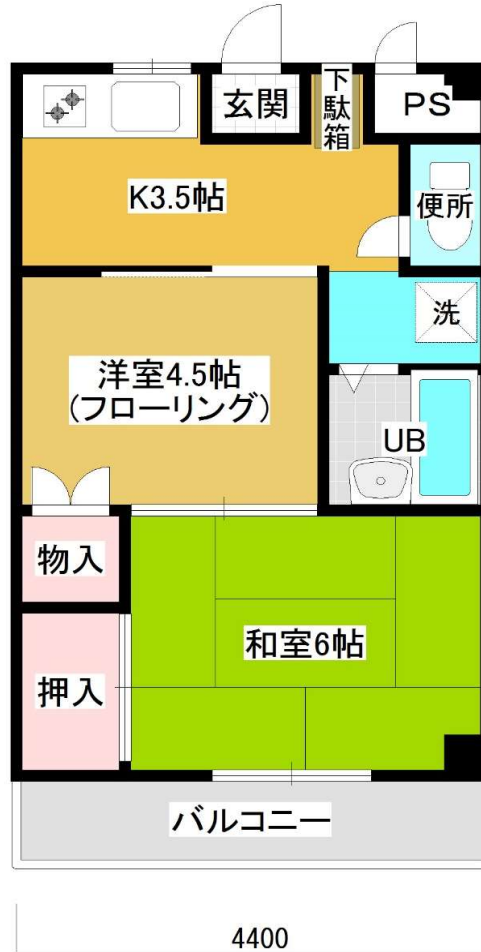 玄関
下駄箱
PS
K3.5帖
便所
洗
洋室4.5帖
(フローリング)
UB
物入
和室6帖
押入
バルコニー
4400